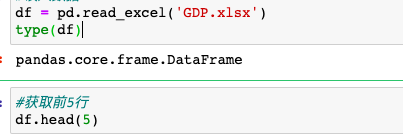 df = pd.read_excel('GDP.xlsx')
type(df)
pandas.core.frame.DataFrame
#获取前5行
df.head(5)